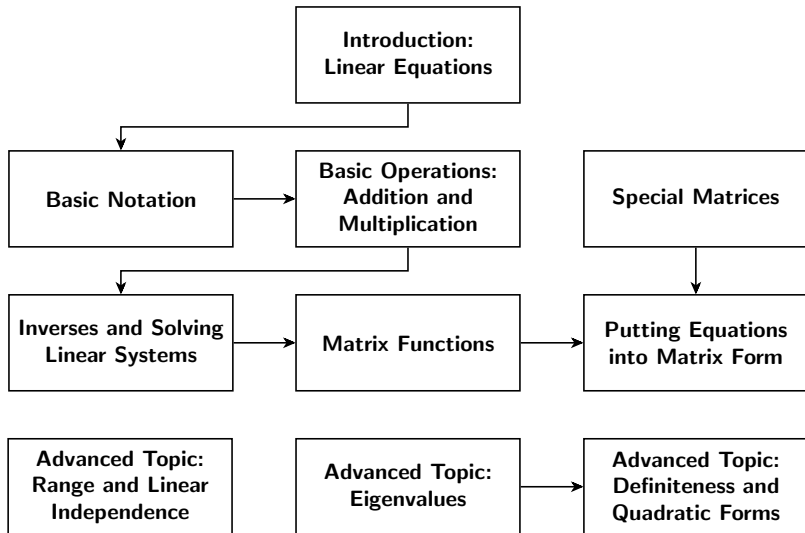 Introduction:
Linear Equations
Basic Notation
Basic Operations:
Addition and
Multiplication
Special Matrices
Inverses and Solving
Linear Systems
Matrix Functions
Putting Equations
into Matrix Form
Advanced Topic:
Range and Linear
Independence
Advanced Topic:
Eigenvalues
Advanced Topic:
Definiteness and
Quadratic Forms